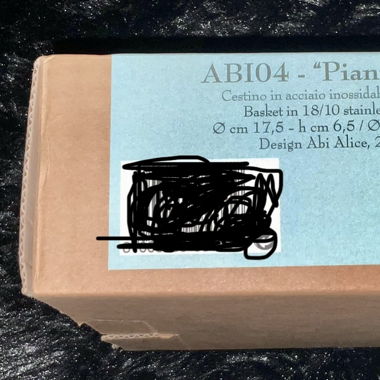 ABI04 - "Pian
Cestino in acciaio inossidal
Basket in 18/10 stainle
Ø cm 17,5 - h cm 6,5 / Ø
Design Abi Alice, 2